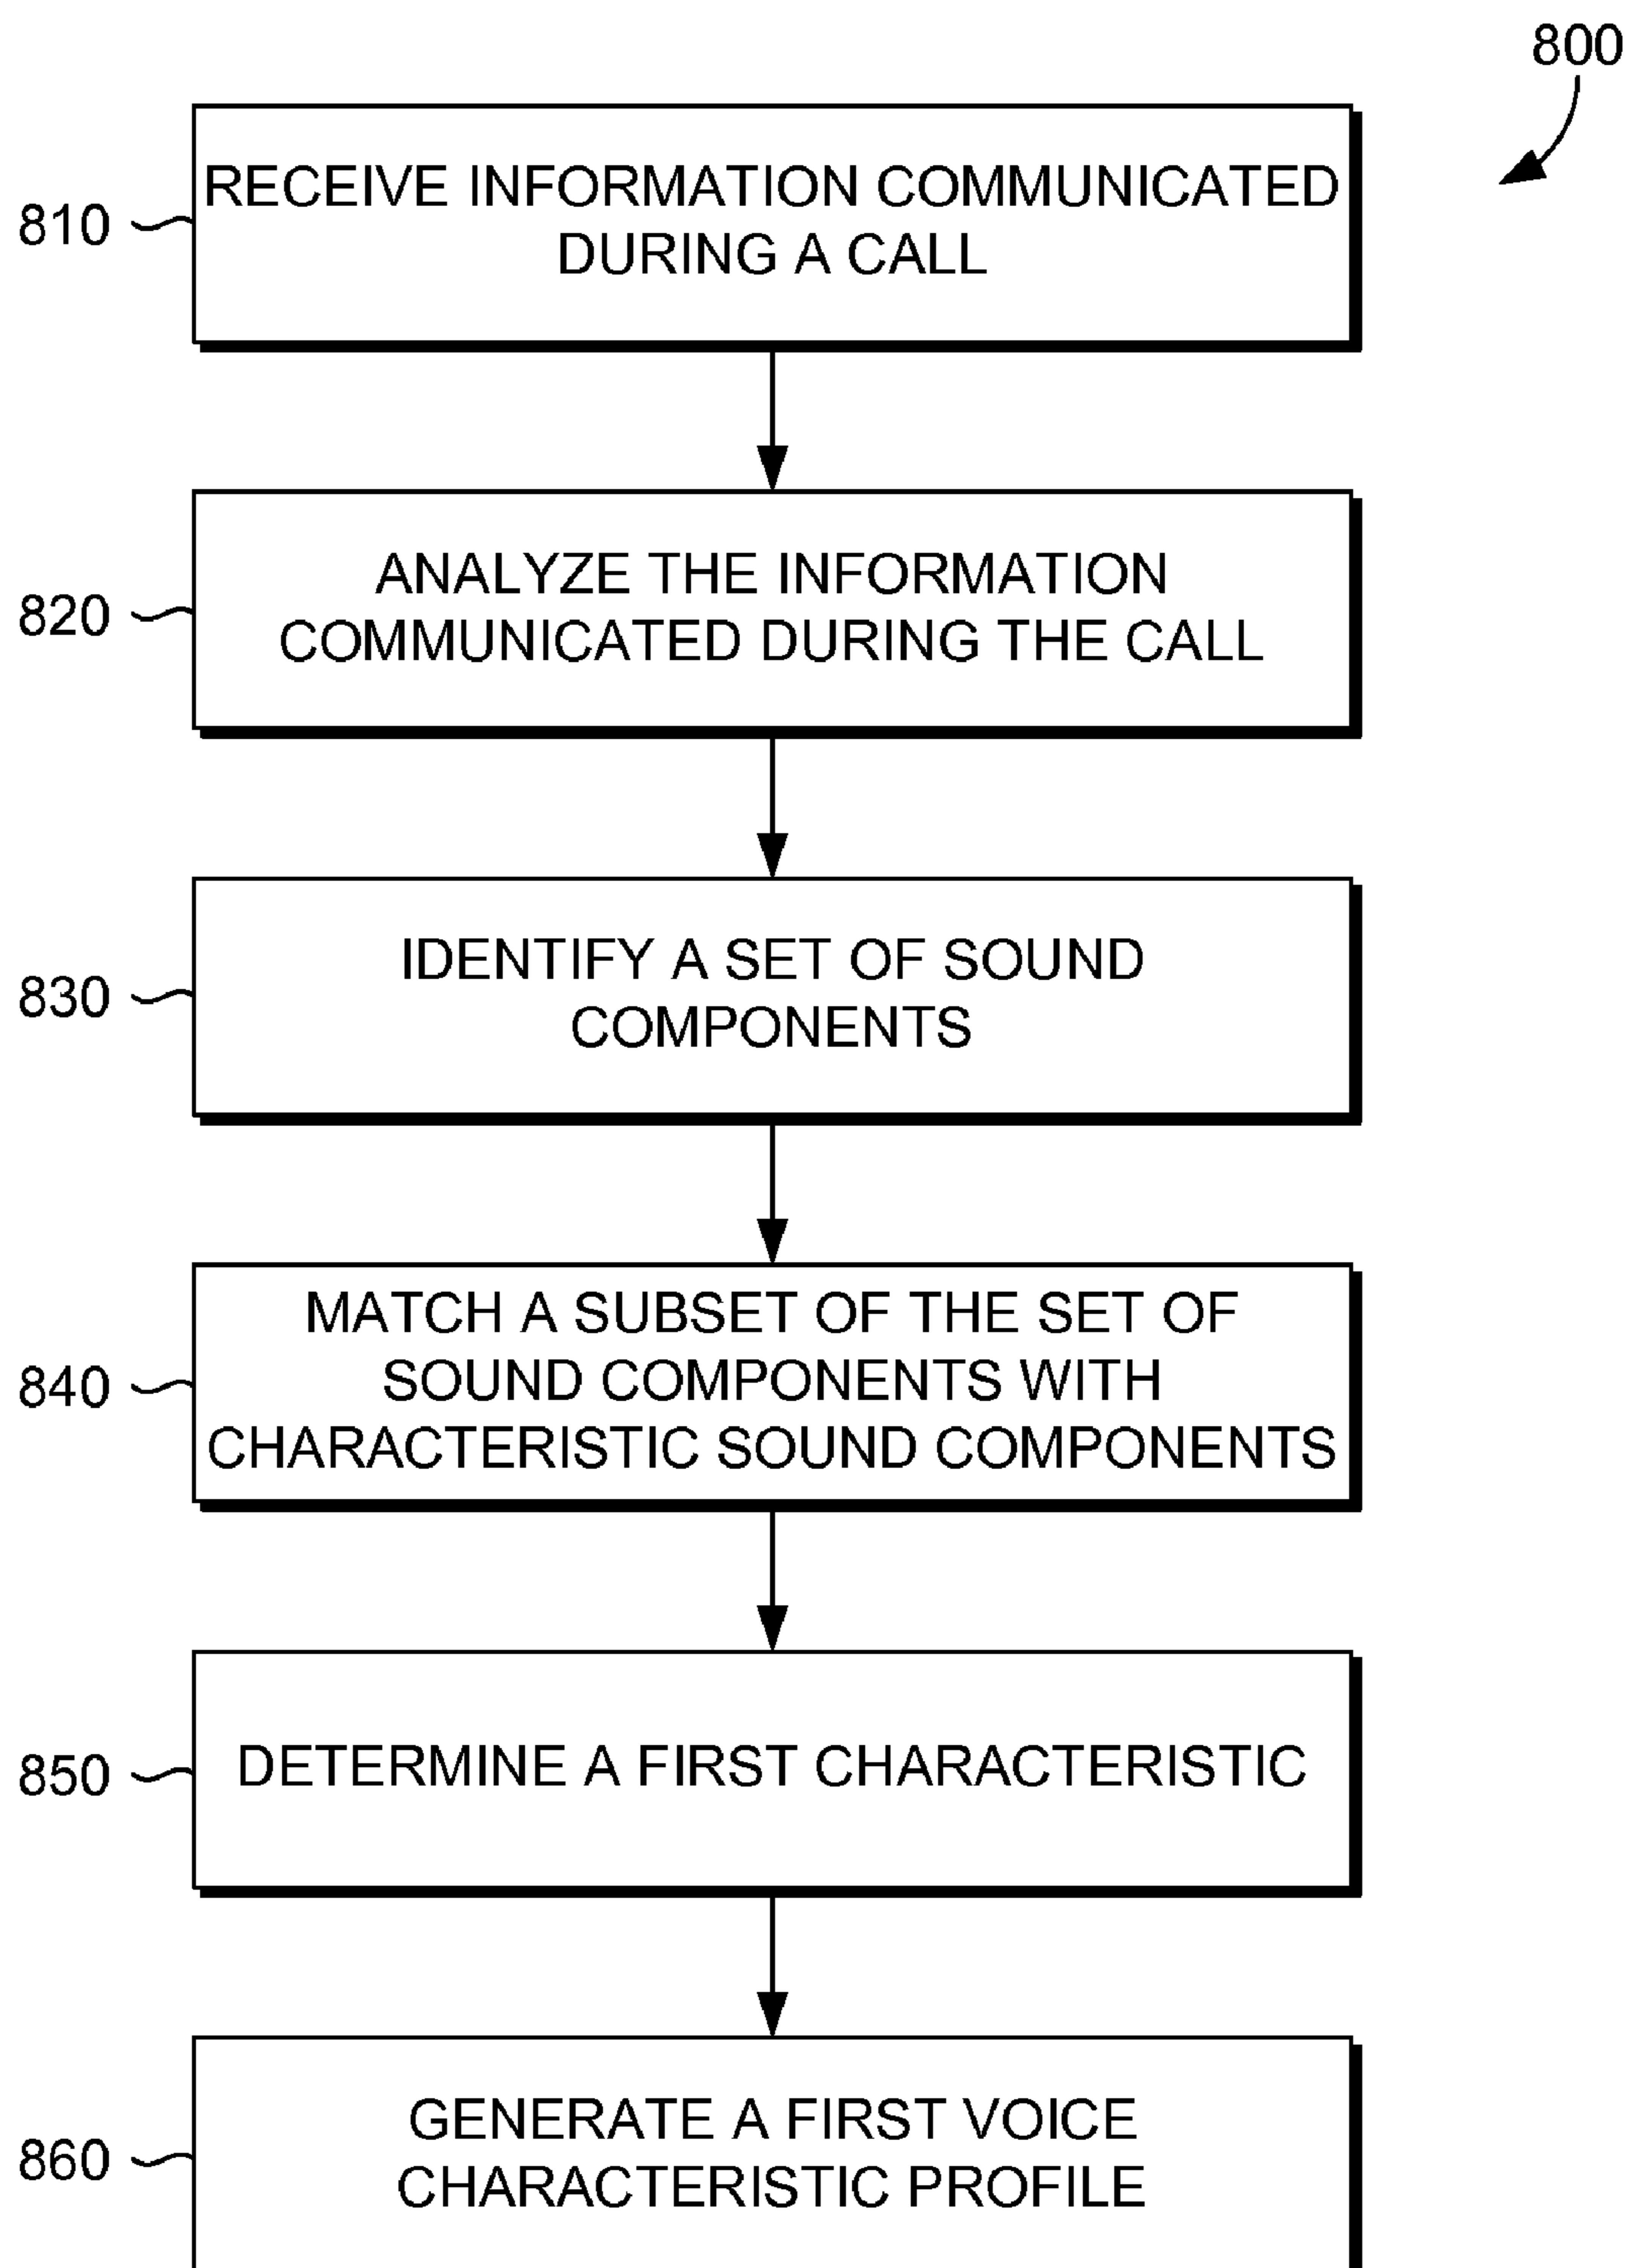 800
810
RECEIVE INFORMATION COMMUNICATED
DURING A CALL
820
ANALYZE THE INFORMATION
COMMUNICATED DURING THE CALL
830
IDENTIFY A SET OF SOUND
COMPONENTS
840
MATCH A SUBSET OF THE SET OF
SOUND COMPONENTS WITH
CHARACTERISTIC SOUND COMPONENTS
850
DETERMINE A FIRST CHARACTERISTIC
860
GENERATE A FIRST VOICE
CHARACTERISTIC PROFILE